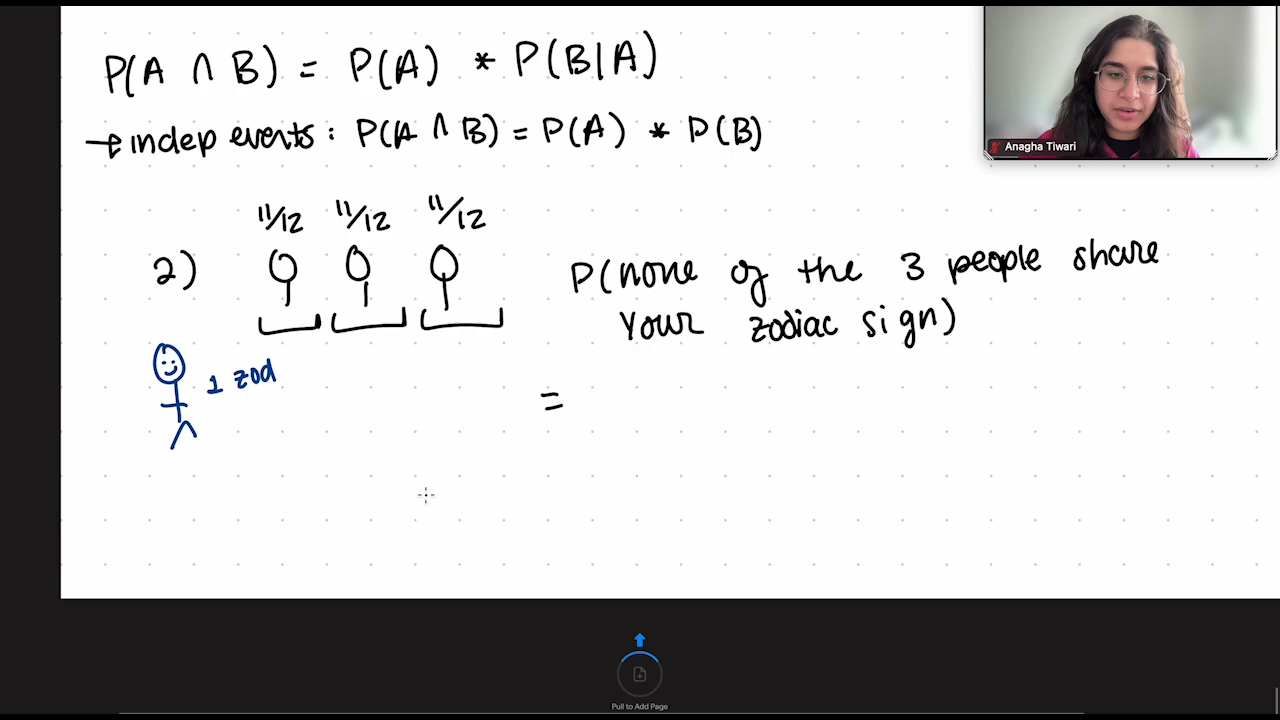 P(A ∩ B) = P(A) * P(B|A)
→ indep events: P(A ∩ B) = P(A) * P(B)
Anagha Tiwari
11/12 11/12 11/12
2)
P(none of the 3 people share
your zodiac sign)
1 zod
=
Pull to Add Page